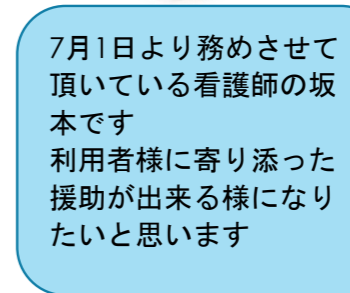 7月1日より務めさせて
頂いている看護師の坂
本です
利用者様に寄り添った
援助が出来る様になり
たいと思います